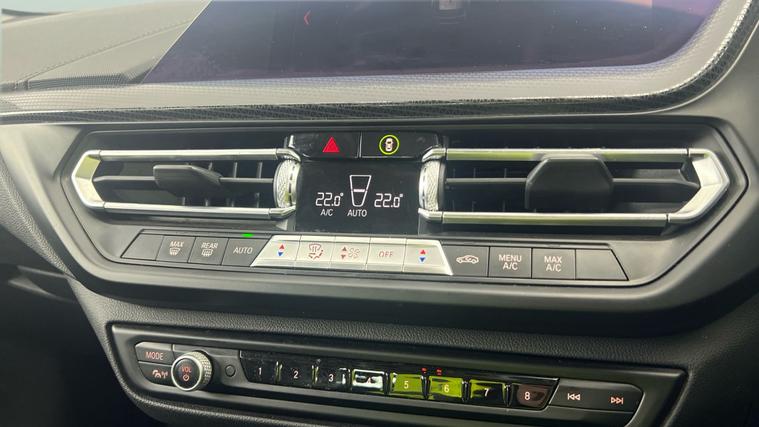 22.0° 22.0°
A/C AUTO
MAX REAR AUTO OFF MENU A/C MAX A/C
MODE VOL 1 2 3 5 6 7 8